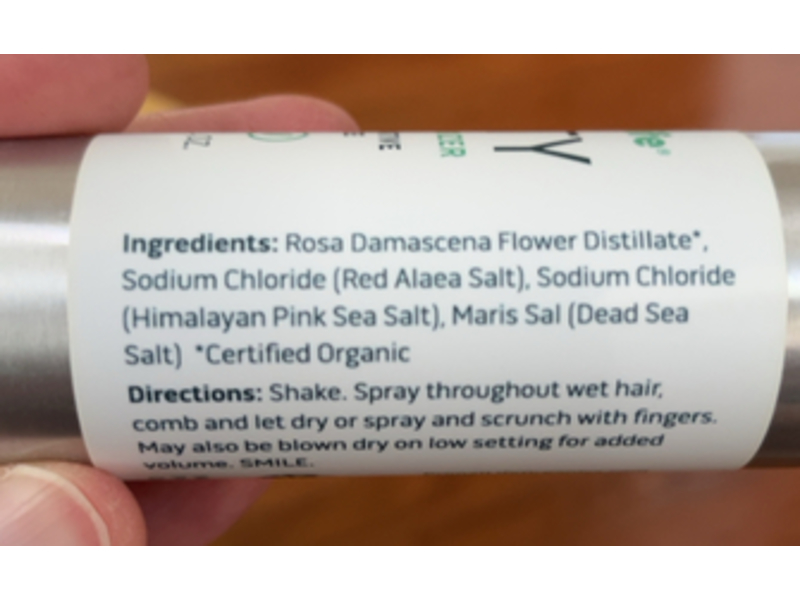 Ingredients: Rosa Damascena Flower Distillate*,
Sodium Chloride (Red Alaea Salt), Sodium Chloride
(Himalayan Pink Sea Salt), Maris Sal (Dead Sea
Salt) *Certified Organic
Directions: Shake. Spray throughout wet hair,
comb and let dry or spray and scrunch with fingers.
May also be blown dry on low setting for added
volume. SMILE.